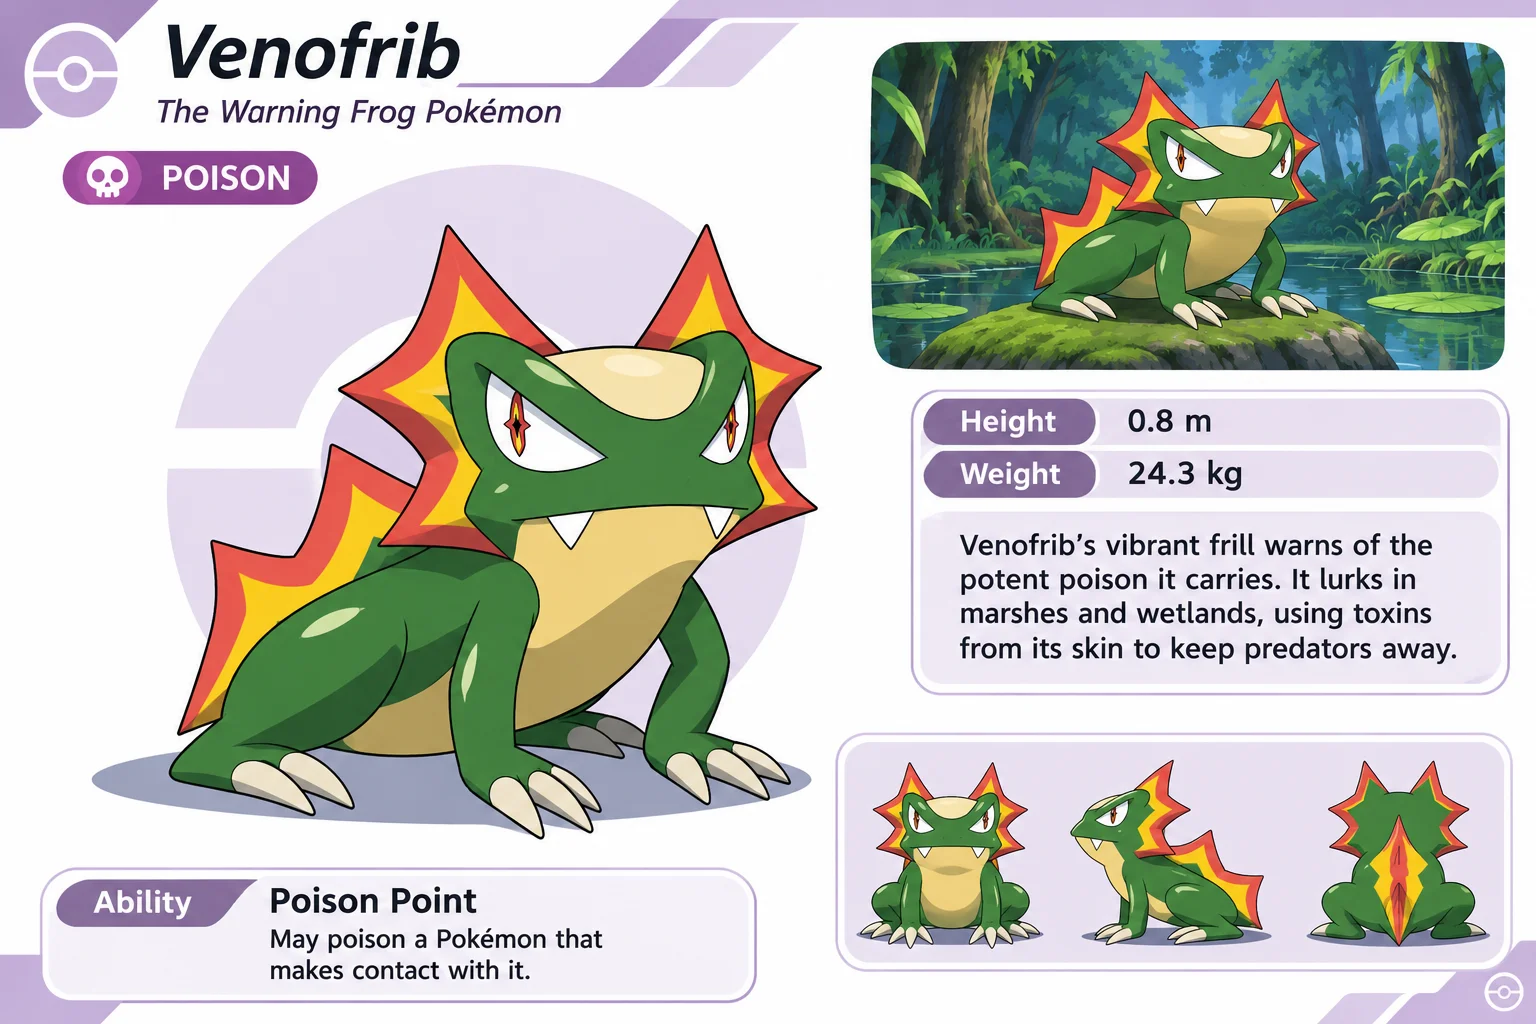 Venofrib
The Warning Frog Pokémon
POISON
Height 0.8 m
Weight 24.3 kg
Venofrib's vibrant frill warns of the
potent poison it carries. It lurks in
marshes and wetlands, using toxins
from its skin to keep predators away.
Ability Poison Point
May poison a Pokémon that
makes contact with it.